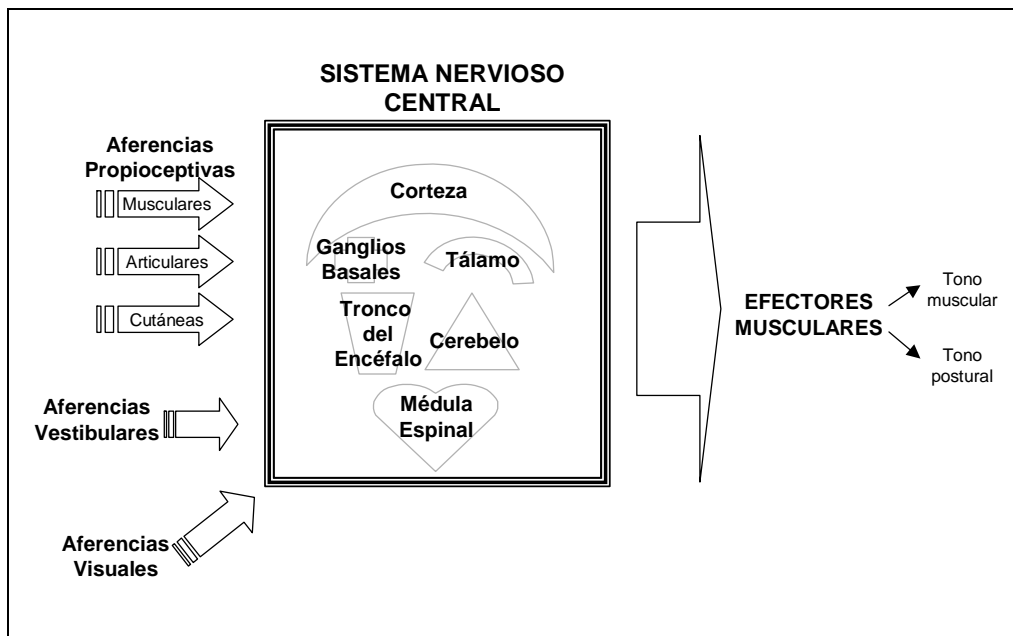 SISTEMA NERVIOSO
CENTRAL
Aferencias
Propioceptivas
Musculares
Articulares
Cutáneas
Aferencias
Vestibulares
Aferencias
Visuales
Corteza
Ganglios
Basales
Tálamo
Tronco
del
Encéfalo
Cerebelo
Médula
Espinal
EFECTORES
MUSCULARES
Tono
muscular
Tono
postural